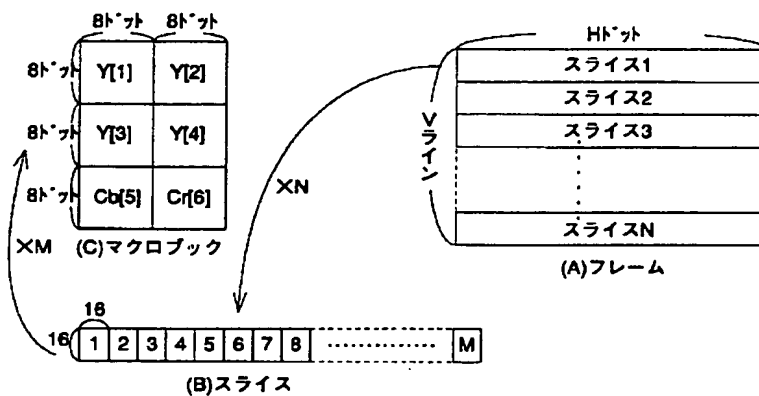 8ﾄﾞｯﾄ 8ﾄﾞｯﾄ
8ﾄﾞｯﾄ Y[1] Y[2]
8ﾄﾞｯﾄ Y[3] Y[4]
8ﾄﾞｯﾄ Cb[5] Cr[6]
(C)マクロブック
×M
×N
Hﾄﾞｯﾄ
Vライン
スライス1
スライス2
スライス3
スライスN
(A)フレーム
16
16 1 2 3 4 5 6 7 8 M
(B)スライス